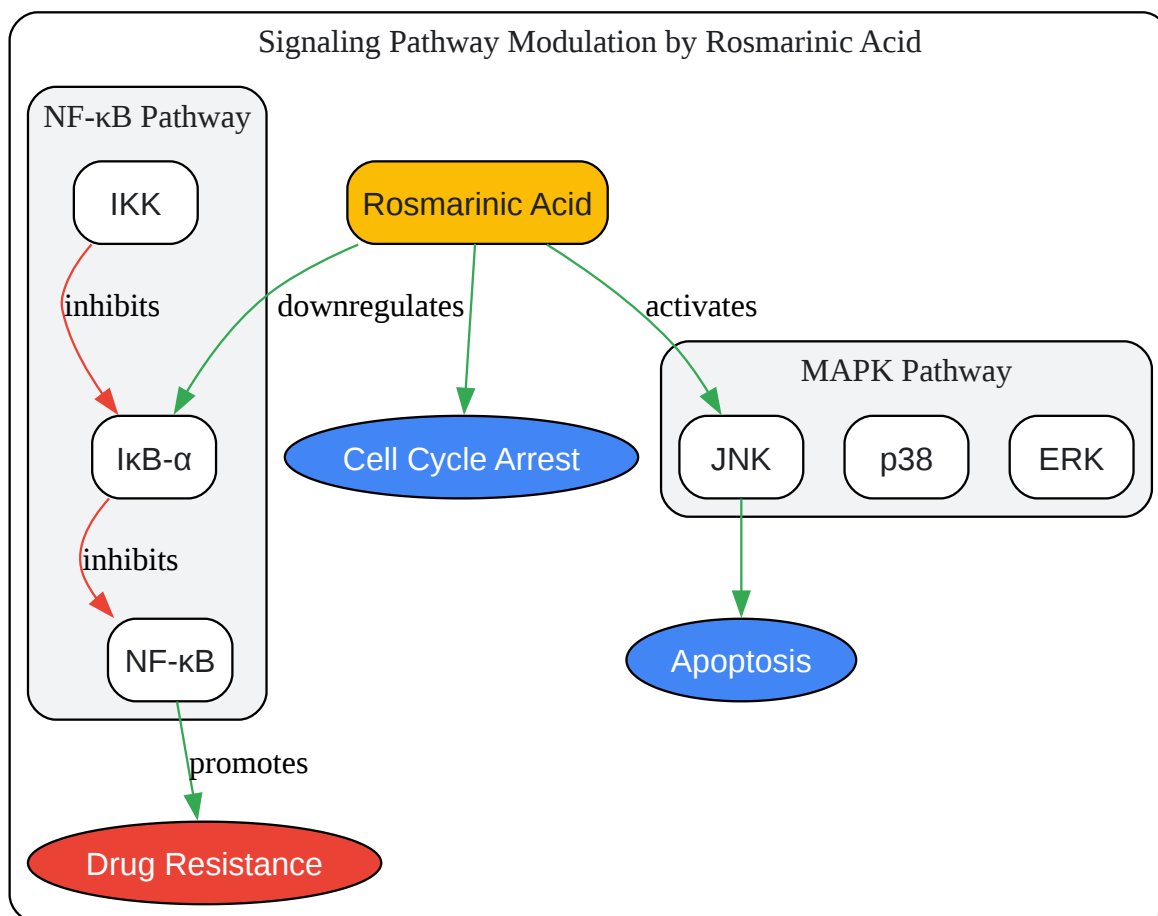 Signaling Pathway Modulation by Rosmarinic Acid
NF-κB Pathway
IKK
Rosmarinic Acid
inhibits
downregulates
activates
MAPK Pathway
IκB-α
Cell Cycle Arrest
JNK
p38
ERK
inhibits
NF-κB
Apoptosis
promotes
Drug Resistance